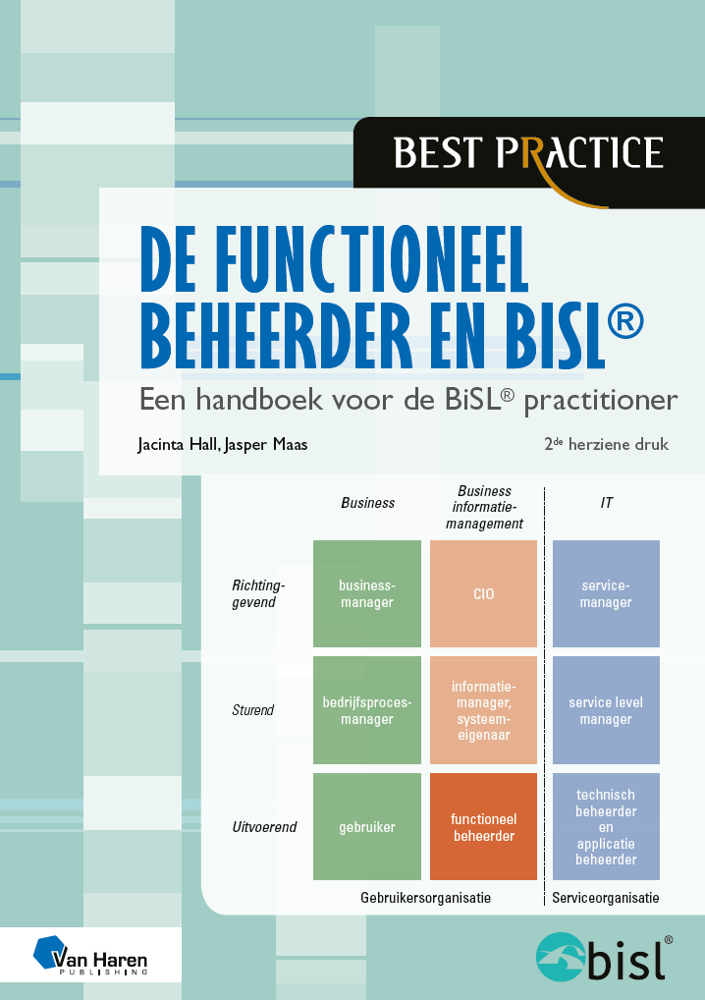 BEST PRACTICE
DE FUNCTIONEEL
BEHEERDER EN BISL®
Een handboek voor de BiSL® practitioner
Jacinta Hall, Jasper Maas
2de herziene druk
Business
Business
informatie-
management
IT
Richting-
gevend
business-
manager
CIO
service-
manager
Sturend
bedrijfsproces-
manager
informatie-
manager,
systeem-
eigenaar
service level
manager
Uitvoerend
gebruiker
functioneel
beheerder
technisch
beheerder
en
applicatie
beheerder
Gebruikersorganisatie
Serviceorganisatie
Van Haren
PUBLISHING
bisl®